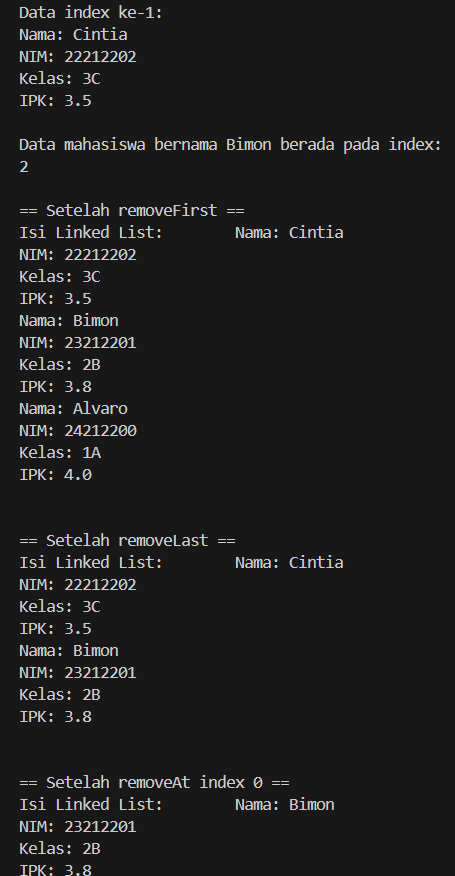 Data index ke-1:
Nama: Cintia
NIM: 22212202
Kelas: 3C
IPK: 3.5
Data mahasiswa bernama Bimon berada pada index:
2
== Setelah removeFirst ==
Isi Linked List:        Nama: Cintia
NIM: 22212202
Kelas: 3C
IPK: 3.5
Nama: Bimon
NIM: 23212201
Kelas: 2B
IPK: 3.8
Nama: Alvaro
NIM: 24212200
Kelas: 1A
IPK: 4.0
== Setelah removeLast ==
Isi Linked List:        Nama: Cintia
NIM: 22212202
Kelas: 3C
IPK: 3.5
Nama: Bimon
NIM: 23212201
Kelas: 2B
IPK: 3.8
== Setelah removeAt index 0 ==
Isi Linked List:        Nama: Bimon
NIM: 23212201
Kelas: 2B
IPK: 3.8